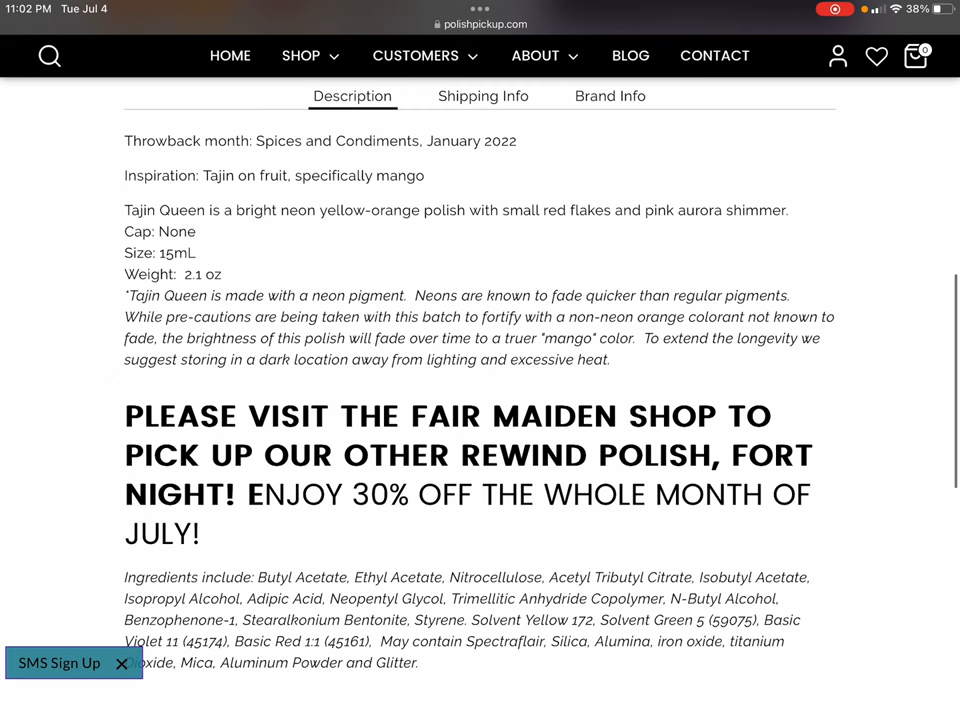 11:02 PM Tue Jul 4
38%
polishpickup.com
HOME SHOP CUSTOMERS ABOUT BLOG CONTACT
0
Description Shipping Info Brand Info
Throwback month: Spices and Condiments, January 2022
Inspiration: Tajin on fruit, specifically mango
Tajin Queen is a bright neon yellow-orange polish with small red flakes and pink aurora shimmer.
Cap: None
Size: 15mL
Weight: 2.1 oz
*Tajin Queen is made with a neon pigment. Neons are known to fade quicker than regular pigments.
While pre-cautions are being taken with this batch to fortify with a non-neon orange colorant not known to
fade, the brightness of this polish will fade over time to a truer "mango" color. To extend the longevity we
suggest storing in a dark location away from lighting and excessive heat.
PLEASE VISIT THE FAIR MAIDEN SHOP TO
PICK UP OUR OTHER REWIND POLISH, FORT
NIGHT! ENJOY 30% OFF THE WHOLE MONTH OF
JULY!
Ingredients include: Butyl Acetate, Ethyl Acetate, Nitrocellulose, Acetyl Tributyl Citrate, Isobutyl Acetate,
Isopropyl Alcohol, Adipic Acid, Neopentyl Glycol, Trimellitic Anhydride Copolymer, N-Butyl Alcohol,
Benzophenone-1, Stearalkonium Bentonite, Styrene. Solvent Yellow 172, Solvent Green 5 (59075), Basic
Violet 11 (45174), Basic Red 1:1 (45161), May contain Spectraflair, Silica, Alumina, iron oxide, titanium
Dioxide, Mica, Aluminum Powder and Glitter.
SMS Sign Up ×